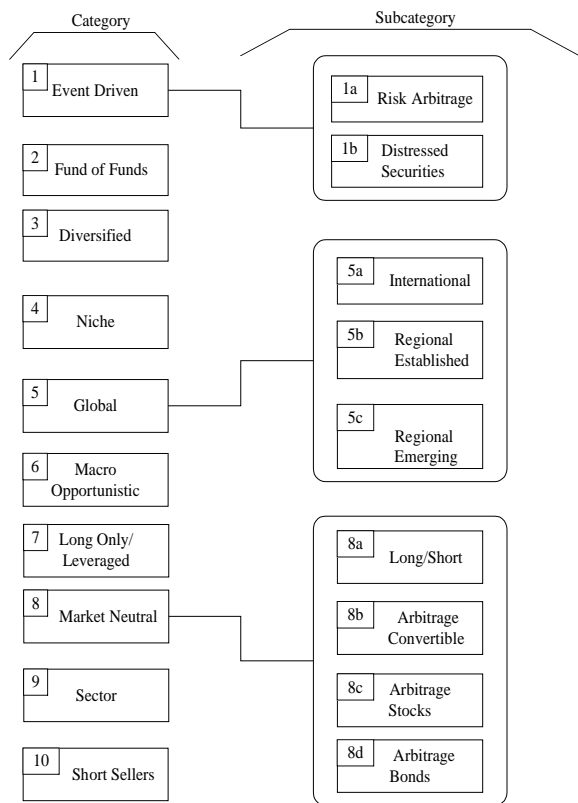 Category
Subcategory
1
Event Driven
2
Fund of Funds
3
Diversified
4
Niche
5
Global
6
Macro
Opportunistic
7
Long Only/
Leveraged
8
Market Neutral
9
Sector
10
Short Sellers
1a
Risk Arbitrage
1b
Distressed
Securities
5a
International
5b
Regional
Established
5c
Regional
Emerging
8a
Long/Short
8b
Arbitrage
Convertible
8c
Arbitrage
Stocks
8d
Arbitrage
Bonds